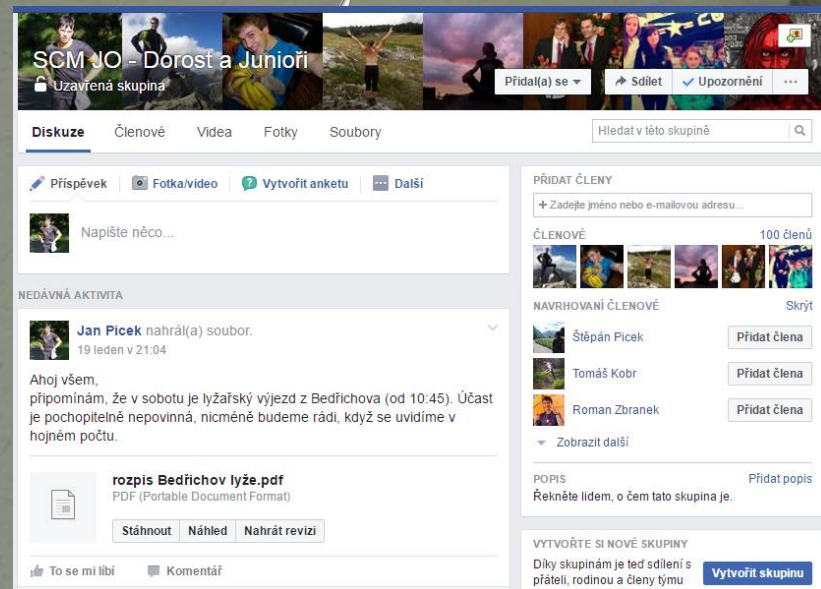 SCM JO - Dorost a Junioři
Uzavřená skupina
Přidal(a) se
Sdílet
Upozornění
Diskuze Členové Videa Fotky Soubory
Hledat v této skupině
Příspěvek Fotka/video Vytvořit anketu Další
Napište něco...
NEDÁVNÁ AKTIVITA
Jan Picek nahrál(a) soubor.
19 leden v 21:04
Ahoj všem,
připomínám, že v sobotu je lyžařský výjezd z Bedřichova (od 10:45). Účast
je pochopitelně nepovinná, nicméně budeme rádi, když se uvidíme v
hojném počtu.
rozpis Bedřichov lyže.pdf
PDF (Portable Document Format)
Stáhnout Náhled Nahrát revizi
To se mi líbí Komentář
PŘIDAT ČLENY
+ Zadejte jméno nebo e-mailovou adresu...
ČLENOVÉ 100 členů
NAVRHOVANÍ ČLENOVÉ Skrýt
Štěpán Picek Přidat člena
Tomáš Kobr Přidat člena
Roman Zbranek Přidat člena
Zobrazit další
POPIS Přidat popis
Řekněte lidem, o čem tato skupina je.
VYTVOŘTE SI NOVÉ SKUPINY
Díky skupinám je teď sdílení s
přáteli, rodinou a členy týmu
Vytvořit skupinu